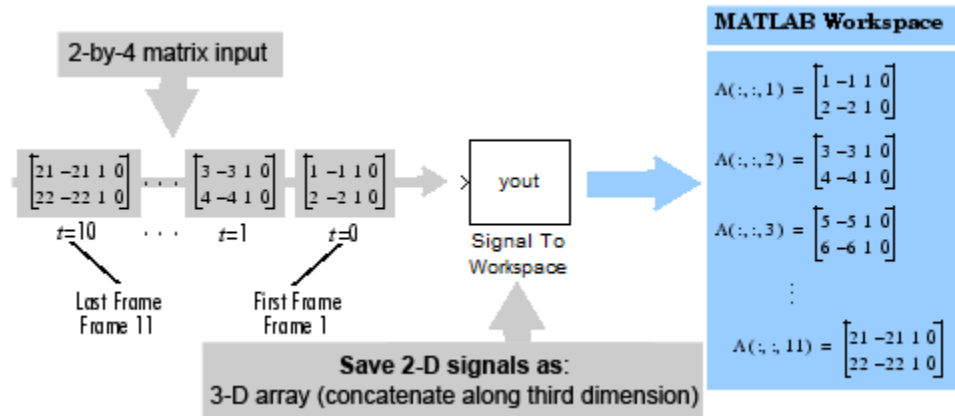 2-by-4 matrix input
[21 -21 1 0
22 -22 1 0]
. . .
[3 -3 1 0
4 -4 1 0]
[1 -1 1 0
2 -2 1 0]
t=10
. . .
t=1
t=0
Last Frame
Frame 11
First Frame
Frame 1
yout
Signal To
Workspace
Save 2-D signals as:
3-D array (concatenate along third dimension)
MATLAB Workspace
A(:,:,1) = [1 -1 1 0
2 -2 1 0]
A(:,:,2) = [3 -3 1 0
4 -4 1 0]
A(:,:,3) = [5 -5 1 0
6 -6 1 0]
⋮
A(:,:,11) = [21 -21 1 0
22 -22 1 0]